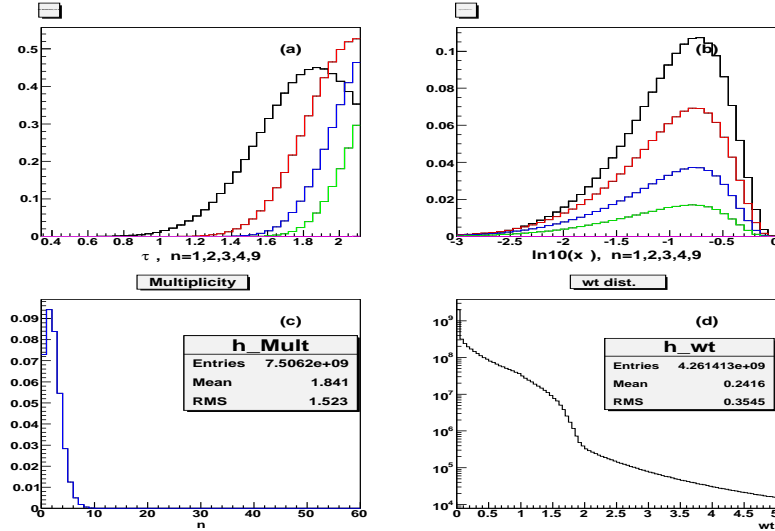 (a)
0.5
0.4
0.3
0.2
0.1
0
0.4 0.6 0.8 1 1.2 1.4 1.6 1.8 2
τ , n=1,2,3,4,9
(b)
0.1
0.08
0.06
0.04
0.02
0
-3 -2.5 -2 -1.5 -1 -0.5 0
ln10(x ), n=1,2,3,4,9
Multiplicity
(c)
h_Mult
Entries 7.5062e+09
Mean 1.841
RMS 1.523
0.09
0.08
0.07
0.06
0.05
0.04
0.03
0.02
0.01
0
0 10 20 30 40 50 60
n
wt dist.
(d)
h_wt
Entries 4.261413e+09
Mean 0.2416
RMS 0.3545
10⁹
10⁸
10⁷
10⁶
10⁵
10⁴
0 0.5 1 1.5 2 2.5 3 3.5 4 4.5 5
wt